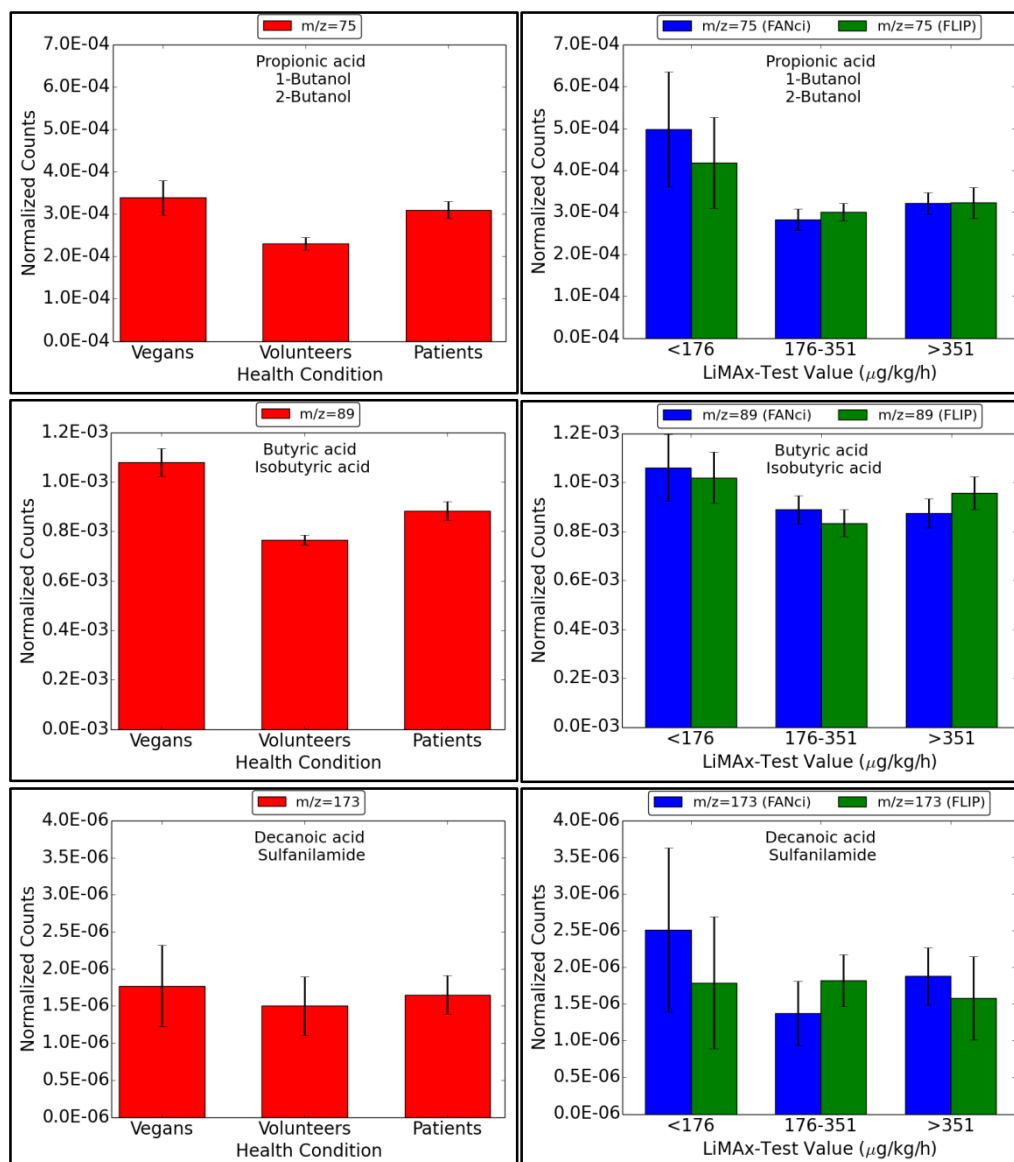 m/z=75
Propionic acid
1-Butanol
2-Butanol
Normalized Counts
7.0E-04
6.0E-04
5.0E-04
4.0E-04
3.0E-04
2.0E-04
1.0E-04
0.0E-04
Vegans Volunteers Patients
Health Condition
m/z=75 (FANci) m/z=75 (FLIP)
Propionic acid
1-Butanol
2-Butanol
Normalized Counts
7.0E-04
6.0E-04
5.0E-04
4.0E-04
3.0E-04
2.0E-04
1.0E-04
0.0E-04
<176 176-351 >351
LiMAx-Test Value (μg/kg/h)
m/z=89
Butyric acid
Isobutyric acid
Normalized Counts
1.2E-03
1.0E-03
0.8E-03
0.6E-03
0.4E-03
0.2E-03
0.0E-03
Vegans Volunteers Patients
Health Condition
m/z=89 (FANci) m/z=89 (FLIP)
Butyric acid
Isobutyric acid
Normalized Counts
1.2E-03
1.0E-03
0.8E-03
0.6E-03
0.4E-03
0.2E-03
0.0E-03
<176 176-351 >351
LiMAx-Test Value (μg/kg/h)
m/z=173
Decanoic acid
Sulfanilamide
Normalized Counts
4.0E-06
3.5E-06
3.0E-06
2.5E-06
2.0E-06
1.5E-06
1.0E-06
0.5E-06
0.0E-06
Vegans Volunteers Patients
Health Condition
m/z=173 (FANci) m/z=173 (FLIP)
Decanoic acid
Sulfanilamide
Normalized Counts
4.0E-06
3.5E-06
3.0E-06
2.5E-06
2.0E-06
1.5E-06
1.0E-06
0.5E-06
0.0E-06
<176 176-351 >351
LiMAx-Test Value (μg/kg/h)